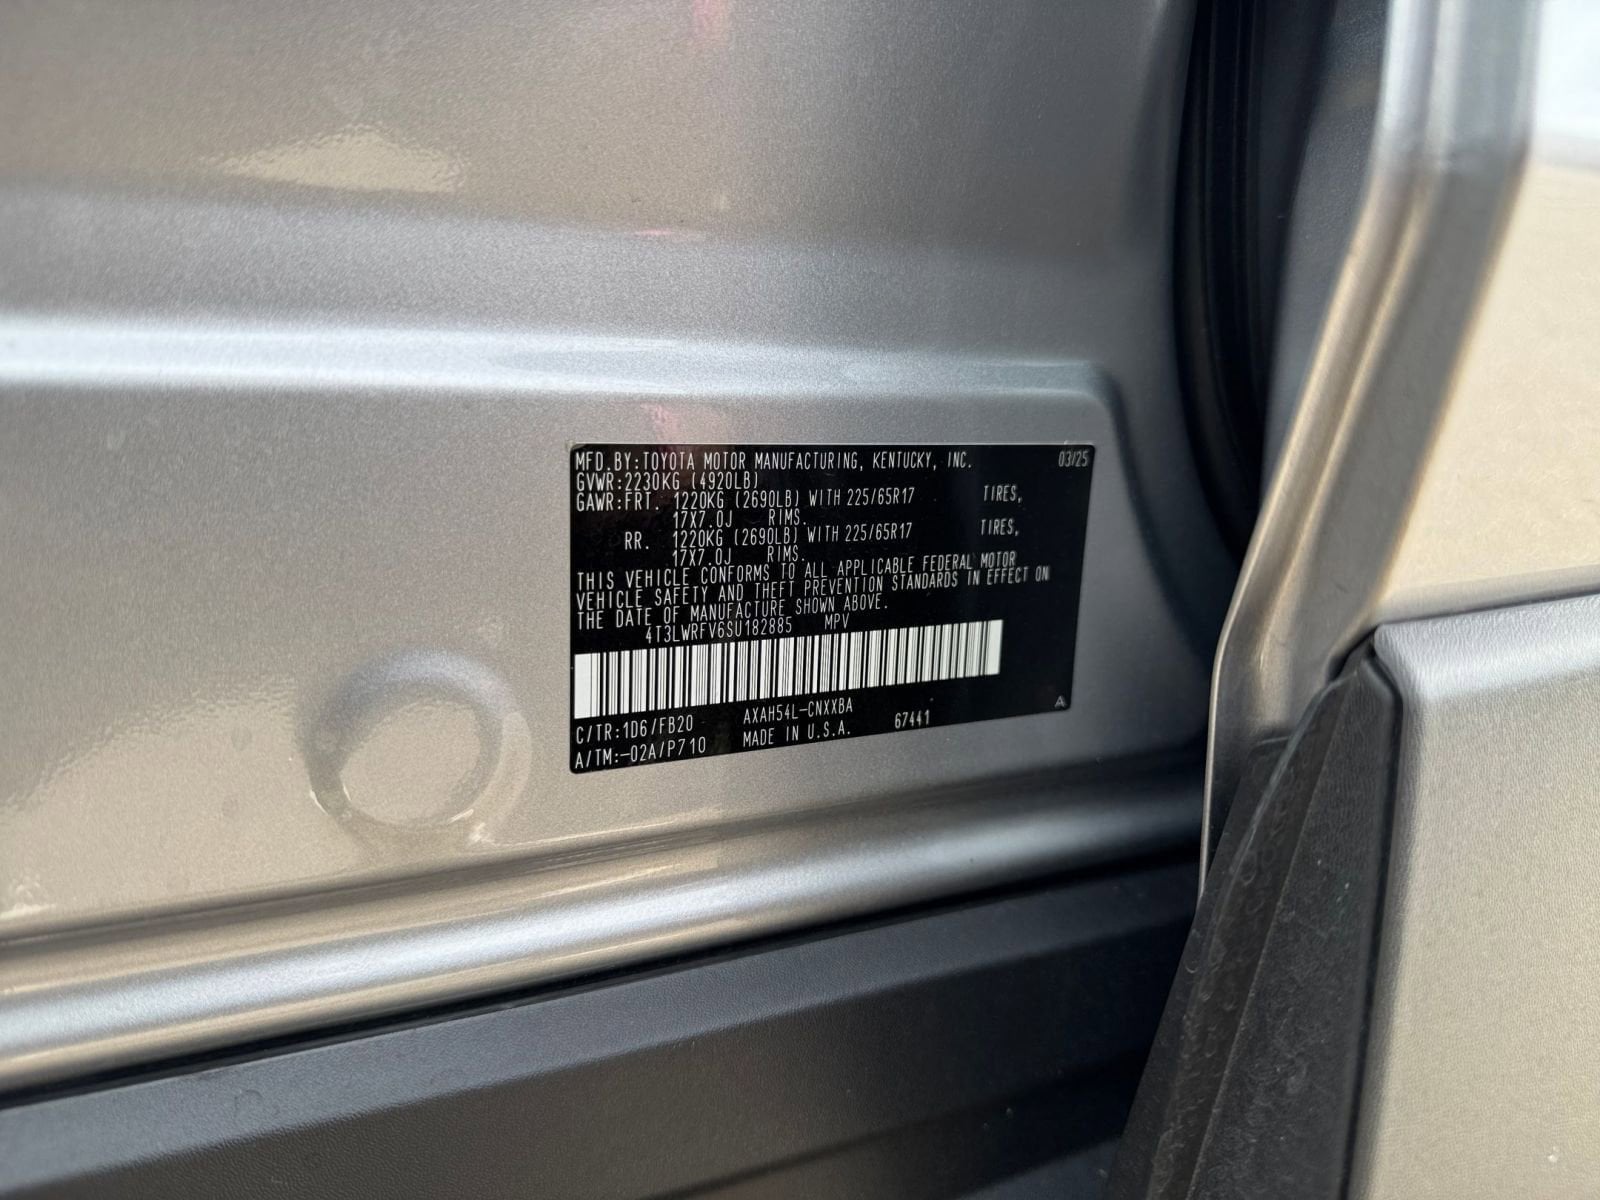 MFD.BY:TOYOTA MOTOR MANUFACTURING, KENTUCKY, INC. 03/25
GVWR:2230KG (4920LB)
GAWR:FRT. 1220KG (2690LB) WITH 225/65R17 TIRES,
17X7.0J RIMS.
RR. 1220KG (2690LB) WITH 225/65R17 TIRES,
17X7.0J RIMS.
THIS VEHICLE CONFORMS TO ALL APPLICABLE FEDERAL MOTOR
VEHICLE SAFETY AND THEFT PREVENTION STANDARDS IN EFFECT ON
THE DATE OF MANUFACTURE SHOWN ABOVE.
4T3LWRFV6SU182885 MPV
C/TR:1D6/FB20 AXAH54L-CNXXBA 67441
A/TM:-02A/P710 MADE IN U.S.A.
A